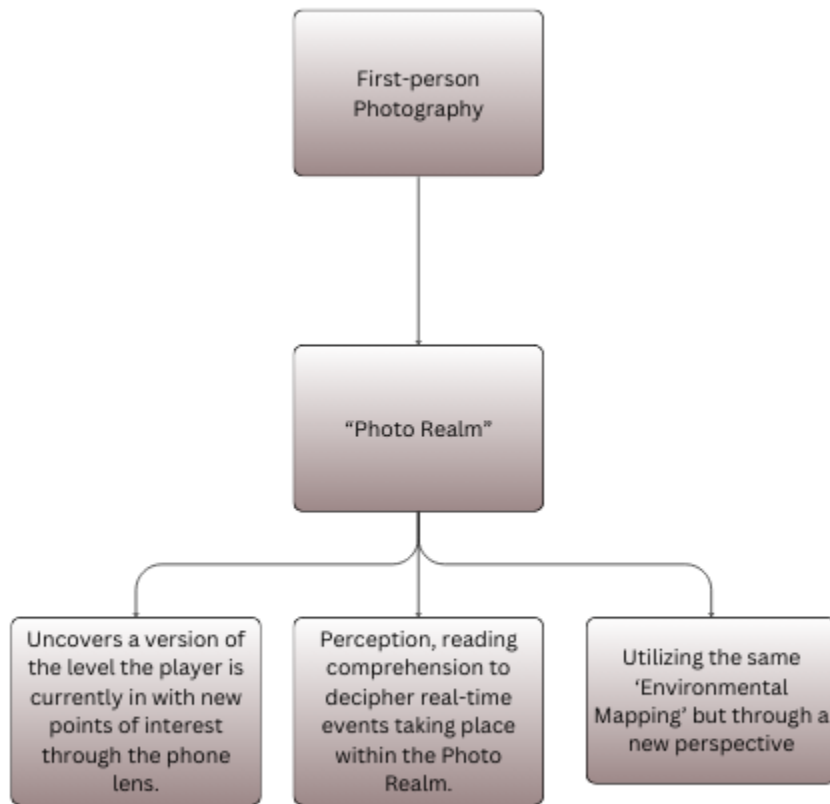 First-person
Photography
“Photo Realm”
Uncovers a version of
the level the player is
currently in with new
points of interest
through the phone
lens.
Perception, reading
comprehension to
decipher real-time
events taking place
within the Photo
Realm.
Utilizing the same
‘Environmental
Mapping’ but through a
new perspective